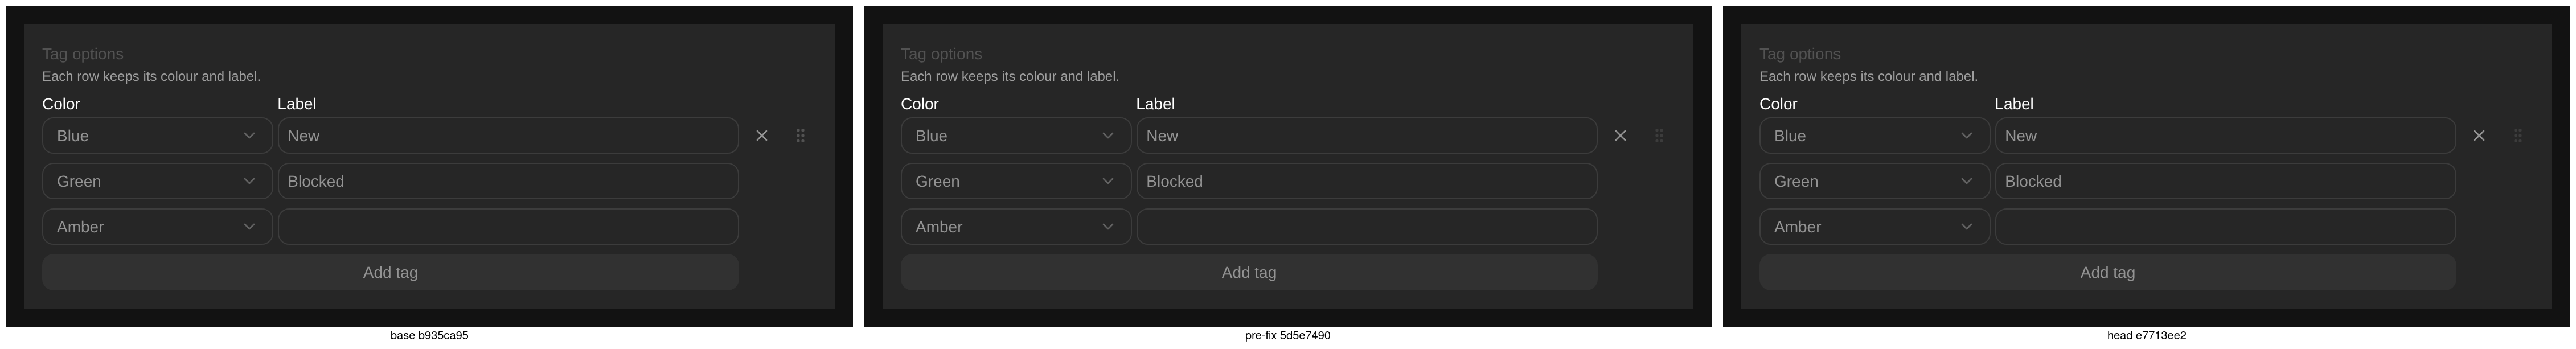 Tag options
Each row keeps its colour and label.
Color Label
Blue New
Green Blocked
Amber
Add tag
base b935ca95
Tag options
Each row keeps its colour and label.
Color Label
Blue New
Green Blocked
Amber
Add tag
pre-fix 5d5e7490
Tag options
Each row keeps its colour and label.
Color Label
Blue New
Green Blocked
Amber
Add tag
head e7713ee2